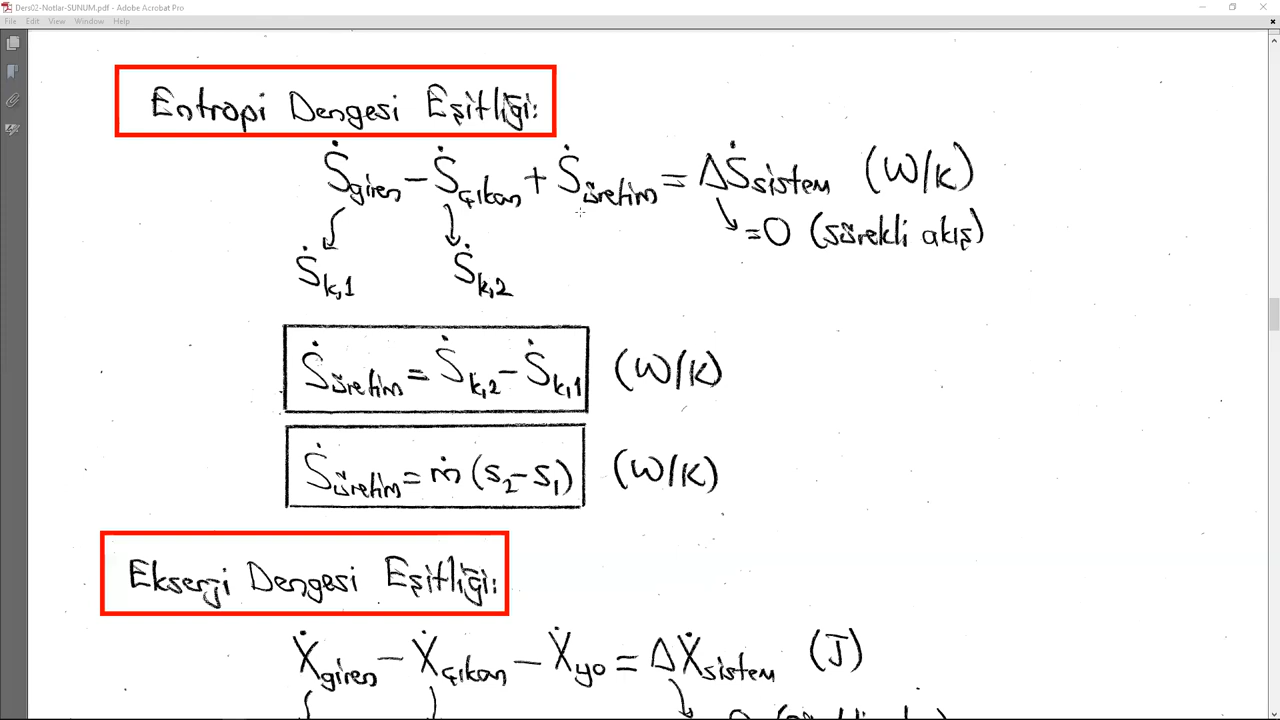 Ders02-Notlar-SUNUM.pdf - Adobe Acrobat Pro
File Edit View Window Help
Entropi Dengesi Eşitliği:
Ṡgiren − Ṡçıkan + Ṡüretim = ΔṠsistem (W/K)
=0 (sürekli akış)
Ṡk,1 Ṡk,2
Ṡüretim = Ṡk,2 − Ṡk,1 (W/K)
Ṡüretim = ṁ (s2 − s1) (W/K)
Ekserji Dengesi Eşitliği:
Ẋgiren − Ẋçıkan − Ẋyo = ΔẊsistem (J)